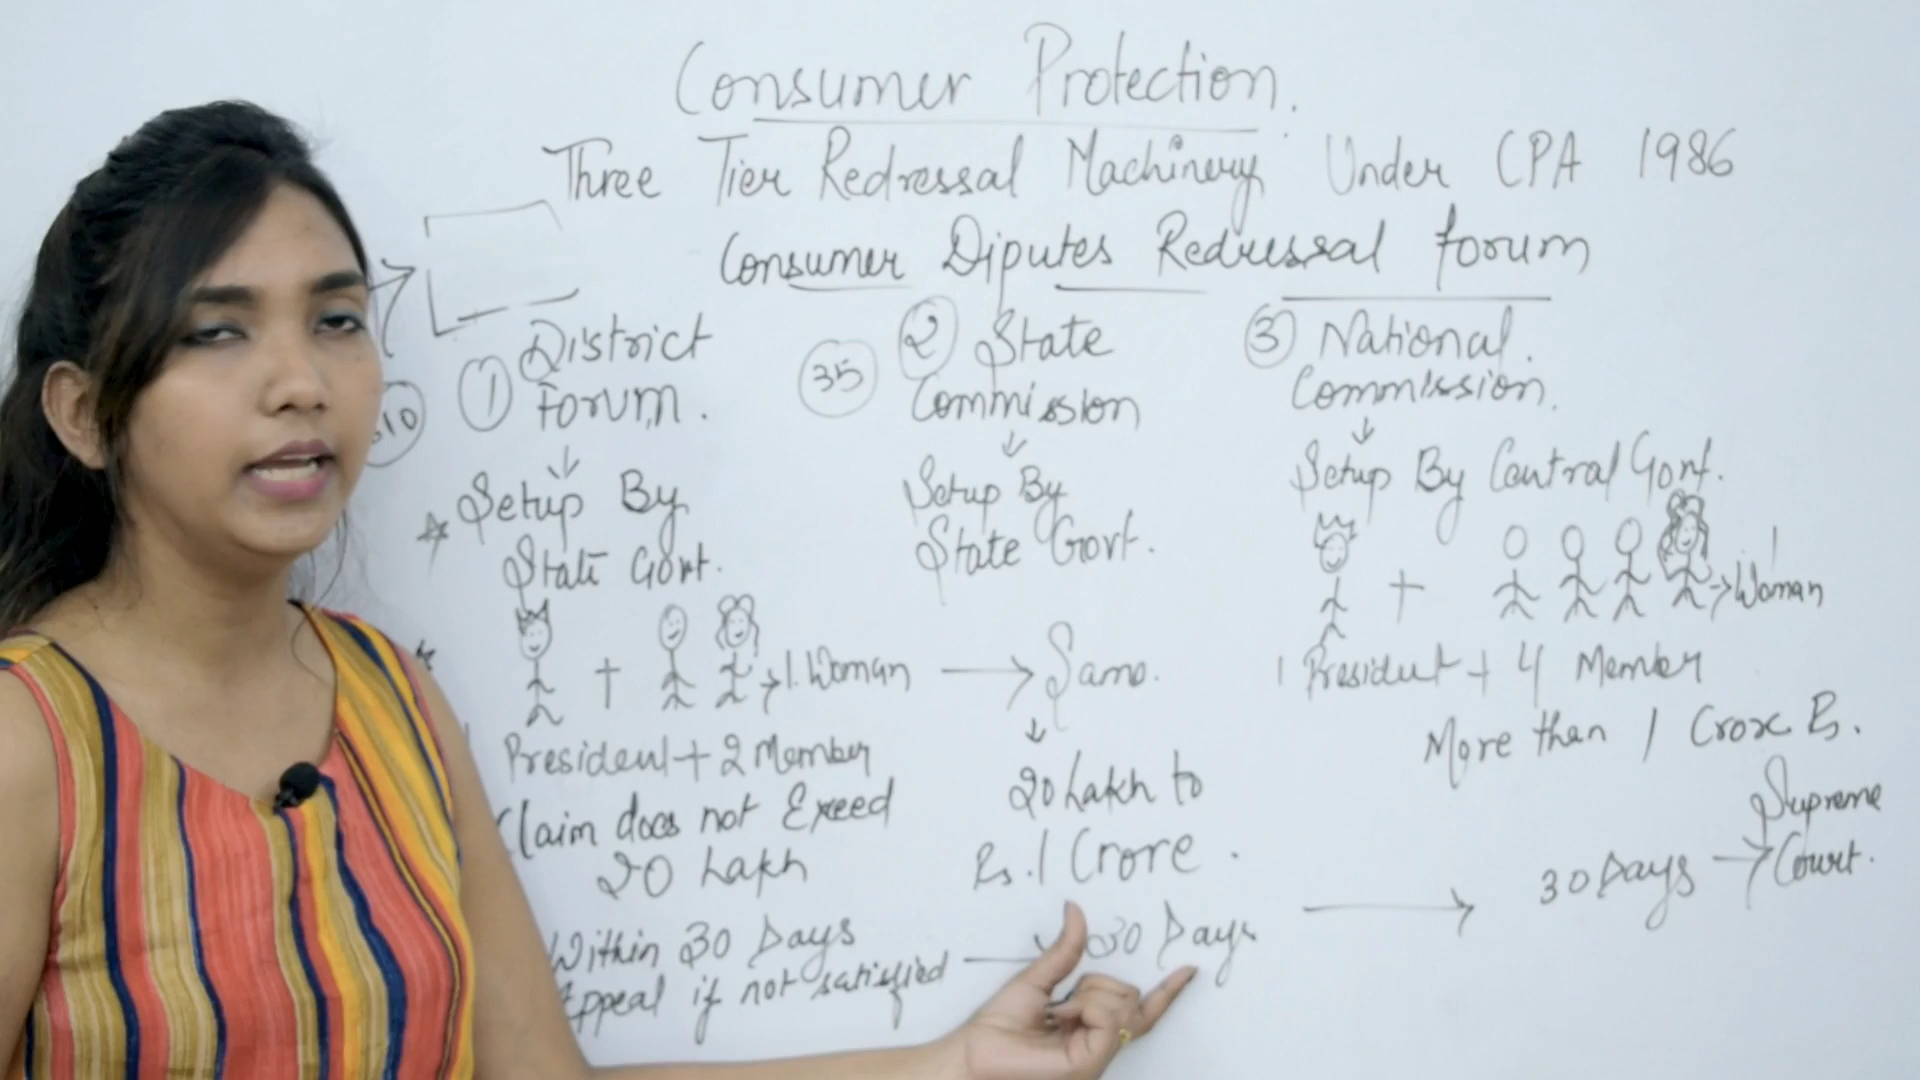 Consumer Protection.
Three Tier Redressal Machinery Under CPA 1986
Consumer Diputes Redressal forum
1 District
Forum.
Setup By
State Govt.
1. Woman
President + 2 Member
Claim does not Exeed
20 Lakh
Within 30 Days
Appeal if not satisfied
35
2 State
Commission
Setup By
State Govt.
Same.
20 Lakh to
Rs. 1 Crore.
30 Days
3 National.
Commission.
Setup By Central Govt.
1 Woman
1 President + 4 Member
More than 1 Crore Rs.
30 Days
Supreme
Court.